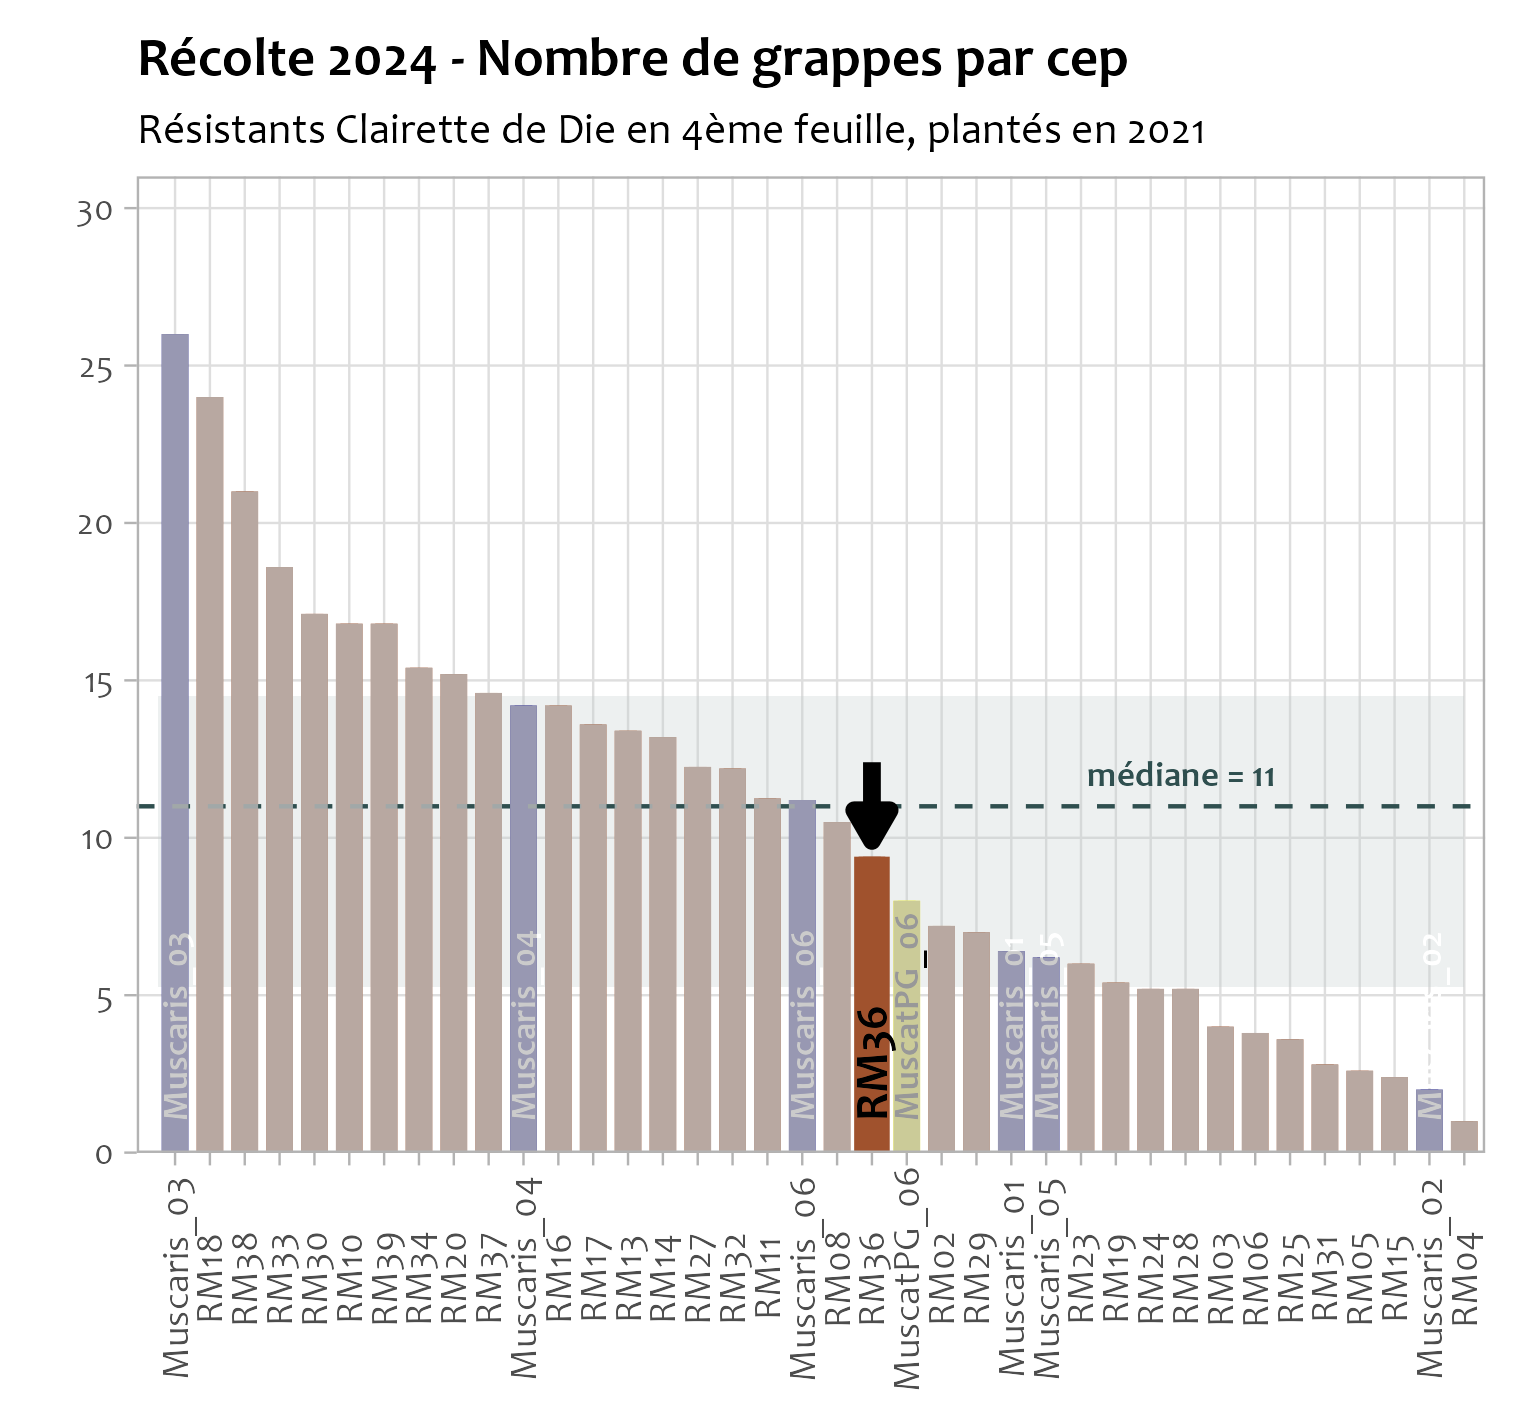 Récolte 2024 - Nombre de grappes par cep
Résistants Clairette de Die en 4ème feuille, plantés en 2021
30
25
20
15
10
5
0
médiane = 11
Muscaris_03
Muscaris_04
Muscaris_06
RM36
MuscatPG_06
Muscaris_01
Muscaris_05
Muscaris_02
Muscaris_03
RM18
RM38
RM33
RM30
RM10
RM39
RM34
RM20
RM37
Muscaris_04
RM16
RM17
RM13
RM14
RM27
RM32
RM11
Muscaris_06
RM08
RM36
MuscatPG_06
RM02
RM29
Muscaris_01
Muscaris_05
RM23
RM19
RM24
RM28
RM03
RM06
RM25
RM31
RM05
RM15
Muscaris_02
RM04